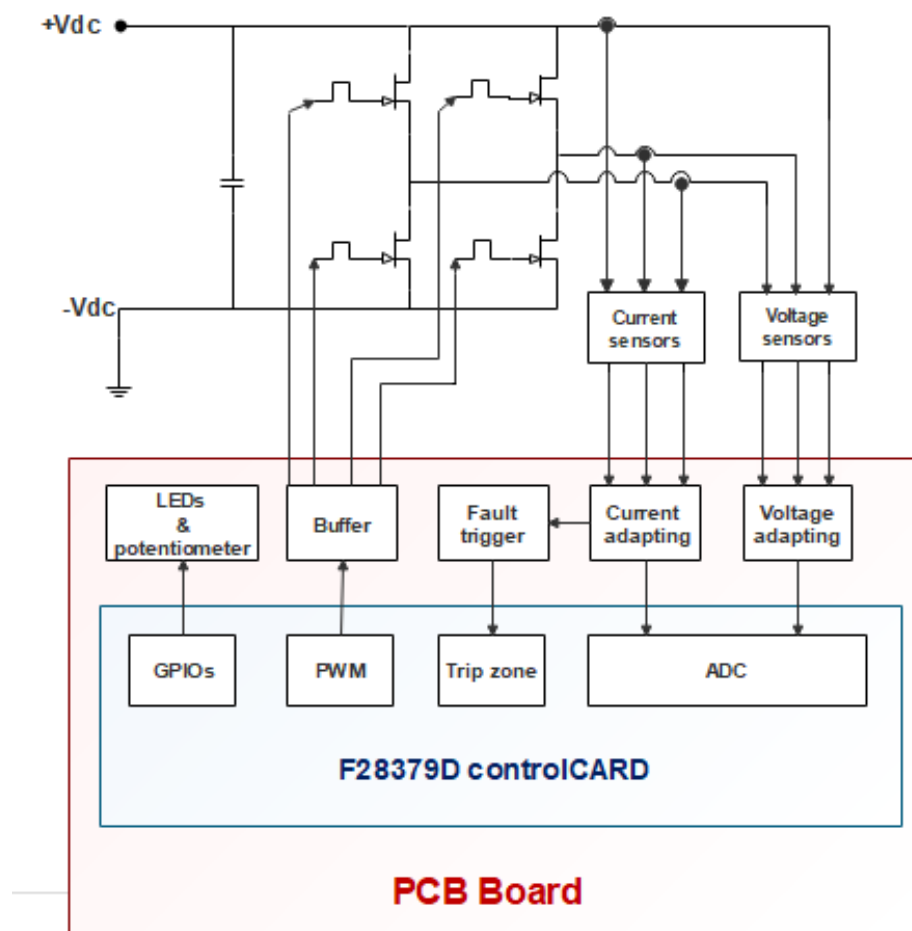 +Vdc
-Vdc
Current
sensors
Voltage
sensors
LEDs
&
potentiometer
Buffer
Fault
trigger
Current
adapting
Voltage
adapting
GPIOs
PWM
Trip zone
ADC
F28379D controlCARD
PCB Board